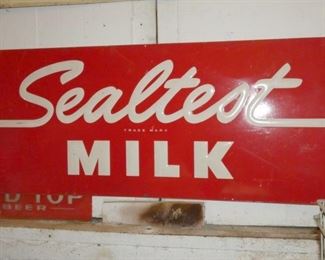 Sealtest
TRADE MARK
MILK
D TOP
BEER